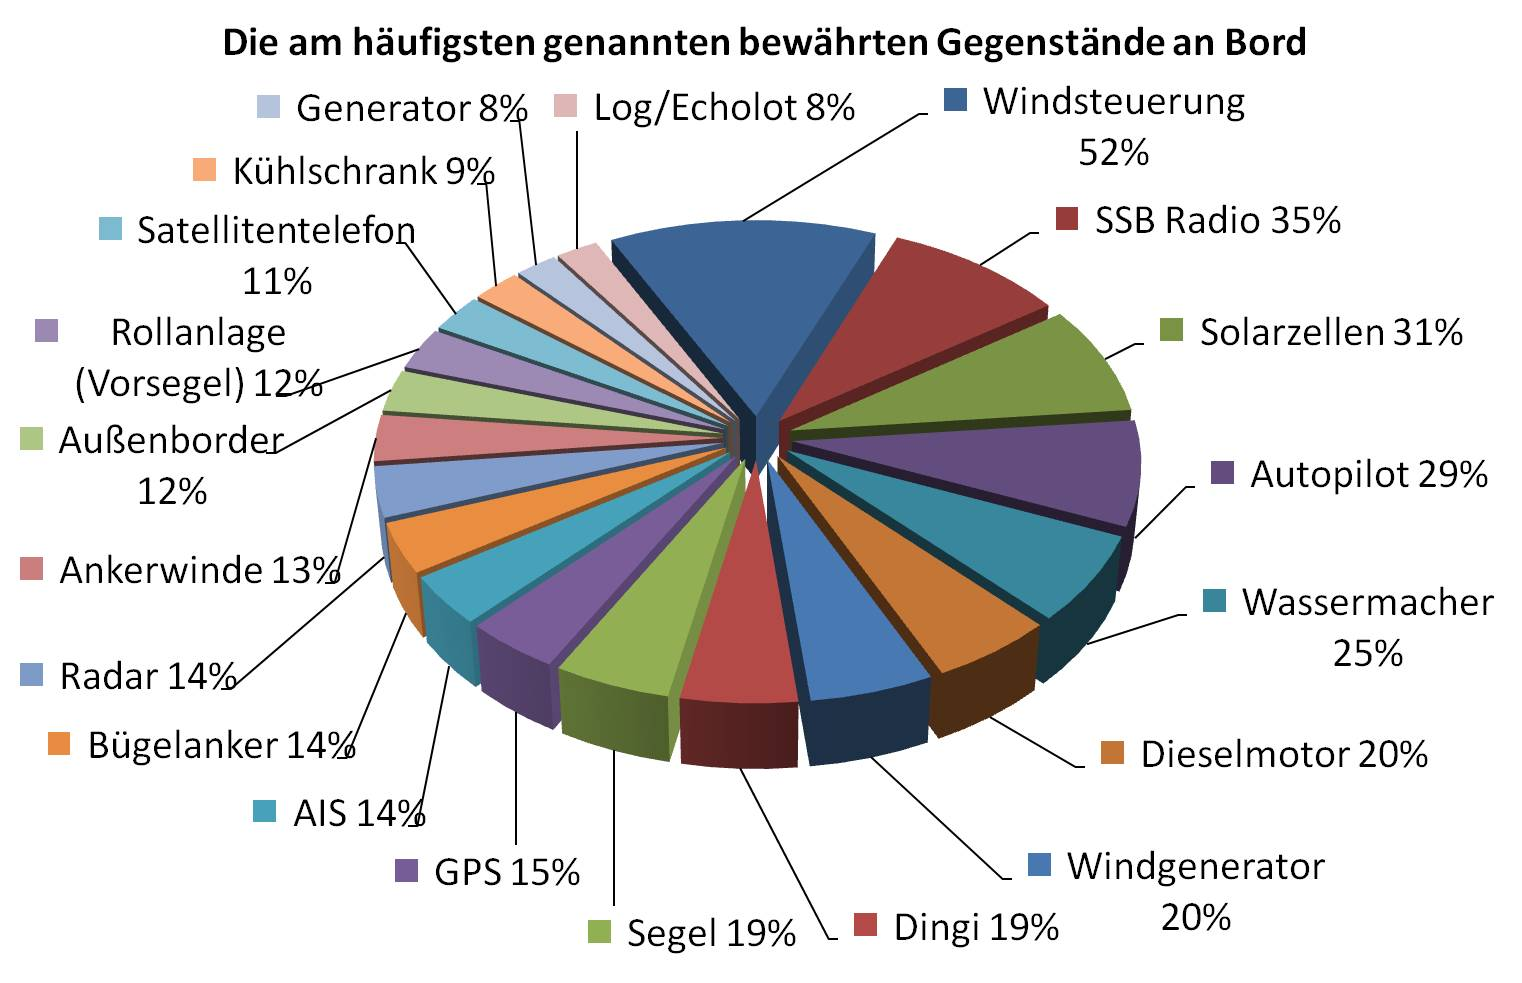 Die am häufigsten genannten bewährten Gegenstände an Bord
Windsteuerung
52%
SSB Radio 35%
Solarzellen 31%
Autopilot 29%
Wassermacher
25%
Dieselmotor 20%
Windgenerator
20%
Dingi 19%
Segel 19%
GPS 15%
AIS 14%
Bügelanker 14%
Radar 14%
Ankerwinde 13%
Außenborder
12%
Rollanlage
(Vorsegel) 12%
Satellitentelefon
11%
Kühlschrank 9%
Generator 8%
Log/Echolot 8%